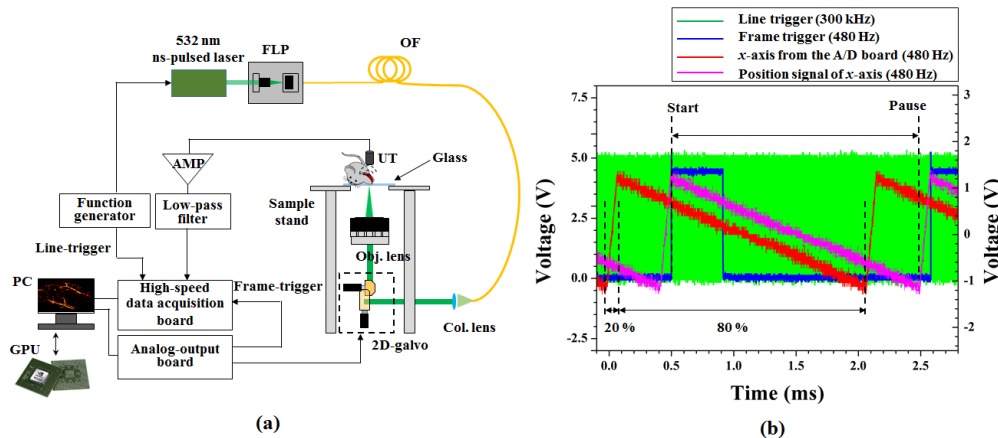 532 nm
ns-pulsed laser
FLP
OF
AMP
UT
Glass
Function
generator
Low-pass
filter
Sample
stand
Line-trigger
Obj. lens
PC
High-speed
data acquisition
board
Frame-trigger
Col. lens
GPU
Analog-output
board
2D-galvo
(a)
Line trigger (300 kHz)
Frame trigger (480 Hz)
x-axis from the A/D board (480 Hz)
Position signal of x-axis (480 Hz)
Start
Pause
7.5
5.0
2.5
0.0
-2.5
Voltage (V)
3
2
1
0
-1
-2
Voltage (V)
20 %
80 %
0.0
0.5
1.0
1.5
2.0
2.5
Time (ms)
(b)